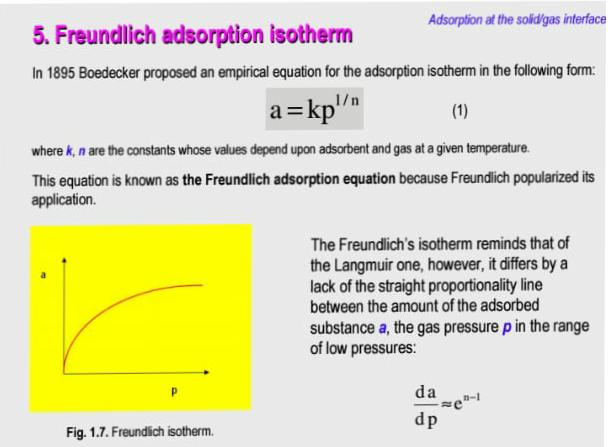 Adsorption at the solid/gas interface
5. Freundlich adsorption isotherm
In 1895 Boedecker proposed an empirical equation for the adsorption isotherm in the following form:
a = kp^{1/n} (1)
where k, n are the constants whose values depend upon adsorbent and gas at a given temperature.
This equation is known as the Freundlich adsorption equation because Freundlich popularized its
application.
a
p
Fig. 1.7. Freundlich isotherm.
The Freundlich's isotherm reminds that of
the Langmuir one, however, it differs by a
lack of the straight proportionality line
between the amount of the adsorbed
substance a, the gas pressure p in the range
of low pressures:
da
dp ≈ e^{n-1}